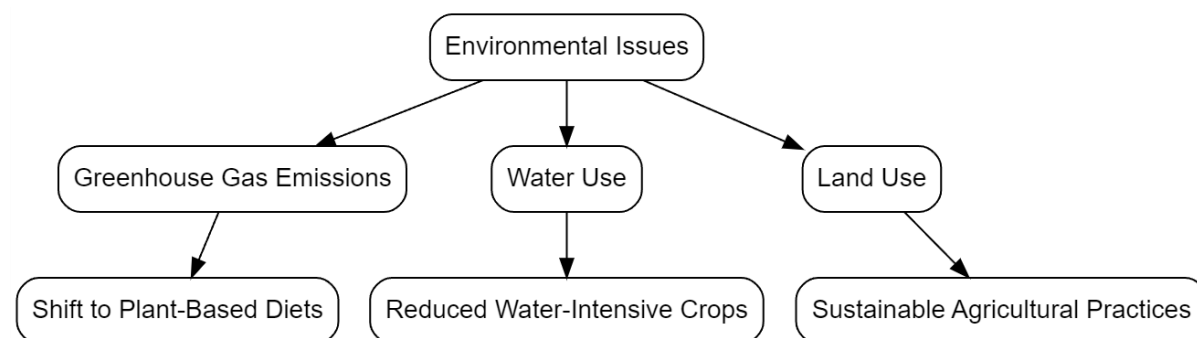 Environmental Issues
Greenhouse Gas Emissions
Water Use
Land Use
Shift to Plant-Based Diets
Reduced Water-Intensive Crops
Sustainable Agricultural Practices